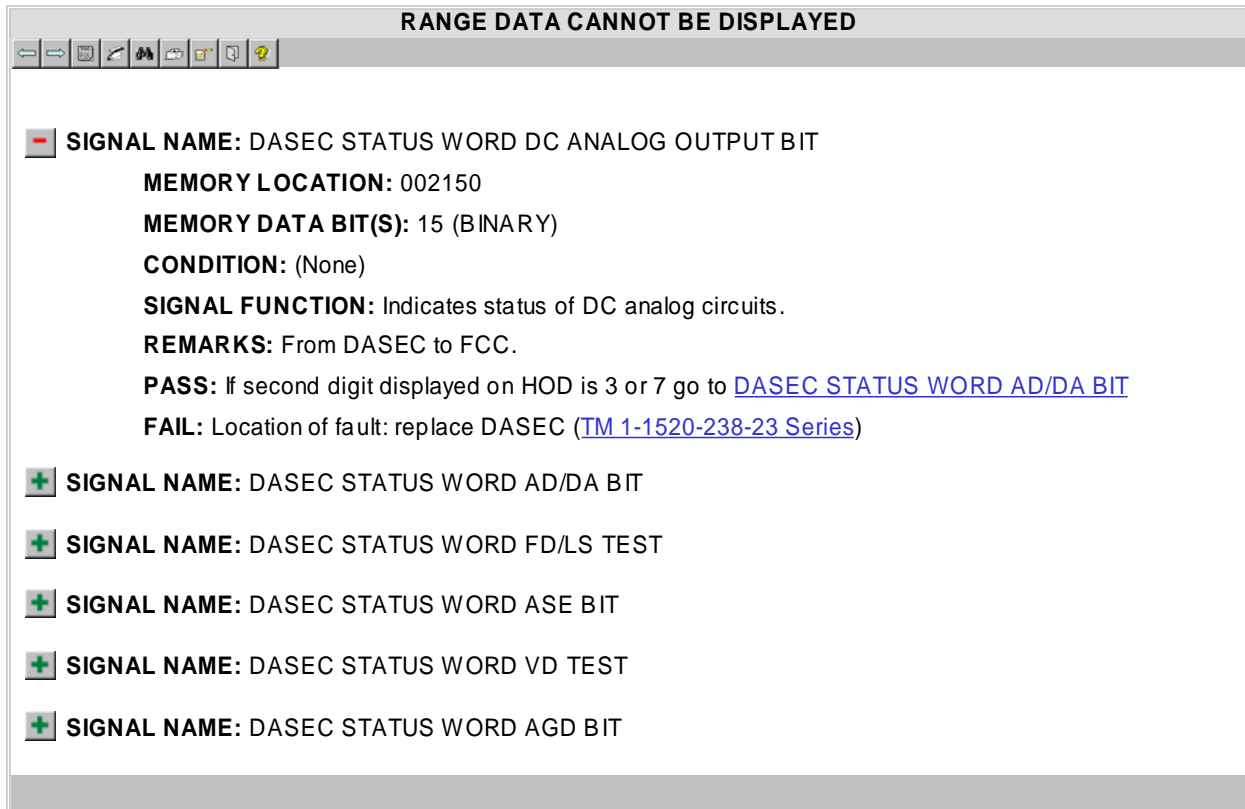 RANGE DATA CANNOT BE DISPLAYED
SIGNAL NAME: DASEC STATUS WORD DC ANALOG OUTPUT BIT
MEMORY LOCATION: 002150
MEMORY DATA BIT(S): 15 (BINARY)
CONDITION: (None)
SIGNAL FUNCTION: Indicates status of DC analog circuits.
REMARKS: From DASEC to FCC.
PASS: If second digit displayed on HOD is 3 or 7 go to DASEC STATUS WORD AD/DA BIT
FAIL: Location of fault: replace DASEC (TM 1-1520-238-23 Series)
SIGNAL NAME: DASEC STATUS WORD AD/DA BIT
SIGNAL NAME: DASEC STATUS WORD FD/LS TEST
SIGNAL NAME: DASEC STATUS WORD ASE BIT
SIGNAL NAME: DASEC STATUS WORD VD TEST
SIGNAL NAME: DASEC STATUS WORD AGD BIT